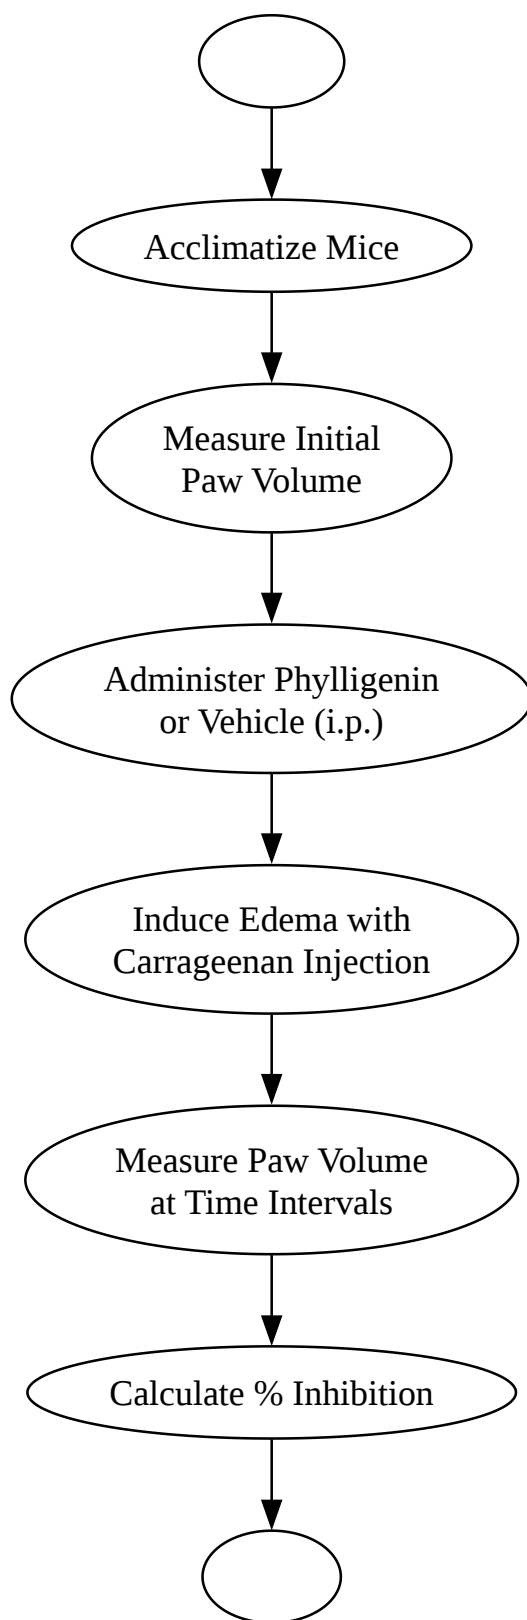 Acclimatize Mice
Measure Initial
Paw Volume
Administer Phylligenin
or Vehicle (i.p.)
Induce Edema with
Carrageenan Injection
Measure Paw Volume
at Time Intervals
Calculate % Inhibition